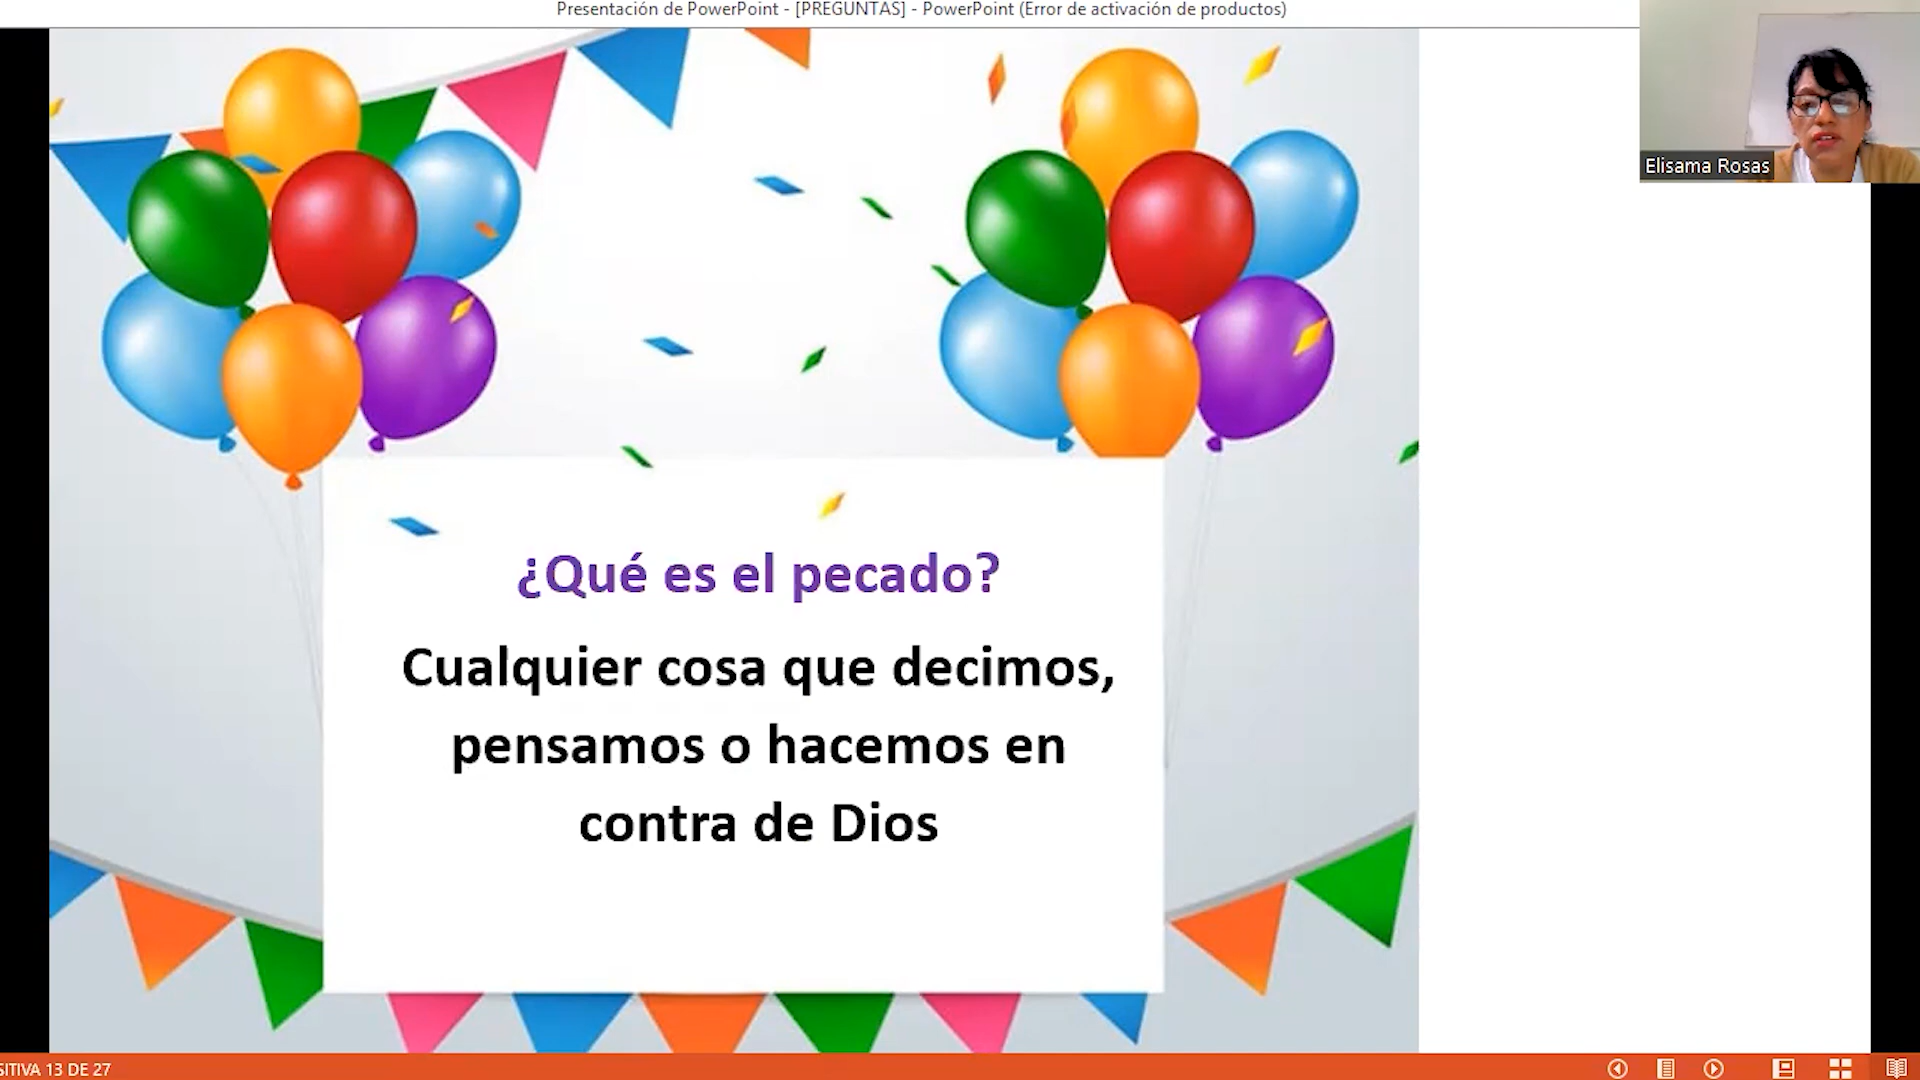 Presentación de PowerPoint - [PREGUNTAS] - PowerPoint (Error de activación de productos)
Elisama Rosas
¿Qué es el pecado?
Cualquier cosa que decimos,
pensamos o hacemos en
contra de Dios
SITIVA 13 DE 27